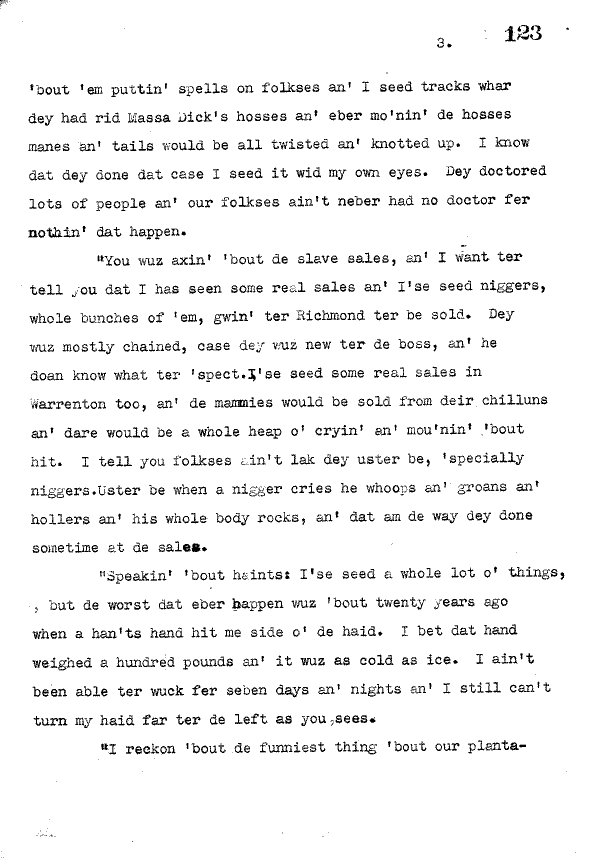 3. 123
'bout 'em puttin' spells on folkses an' I seed tracks whar
dey had rid Massa Dick's hosses an' eber mo'nin' de hosses
manes an' tails would be all twisted an' knotted up. I know
dat dey done dat case I seed it wid my own eyes. Dey doctored
lots of people an' our folkses ain't neber had no doctor fer
nothin' dat happen.
"You wuz axin' 'bout de slave sales, an' I want ter
tell you dat I has seen some real sales an' I'se seed niggers,
whole bunches of 'em, gwin' ter Richmond ter be sold. Dey
wuz mostly chained, case dey wuz new ter de boss, an' he
doan know what ter 'spect.I'se seed some real sales in
Warrenton too, an' de mammies would be sold from deir chilluns
an' dare would be a whole heap o' cryin' an' mou'nin' 'bout
hit. I tell you folkses ain't lak dey uster be, 'specially
niggers.Uster be when a nigger cries he whoops an' groans an'
hollers an' his whole body rocks, an' dat am de way dey done
sometime at de sales.
"Speakin' 'bout haints: I'se seed a whole lot o' things,
, but de worst dat eber happen wuz 'bout twenty years ago
when a han'ts hand hit me side o' de haid. I bet dat hand
weighed a hundred pounds an' it wuz as cold as ice. I ain't
been able ter wuck fer seben days an' nights an' I still can't
turn my haid far ter de left as you sees.
"I reckon 'bout de funniest thing 'bout our planta-